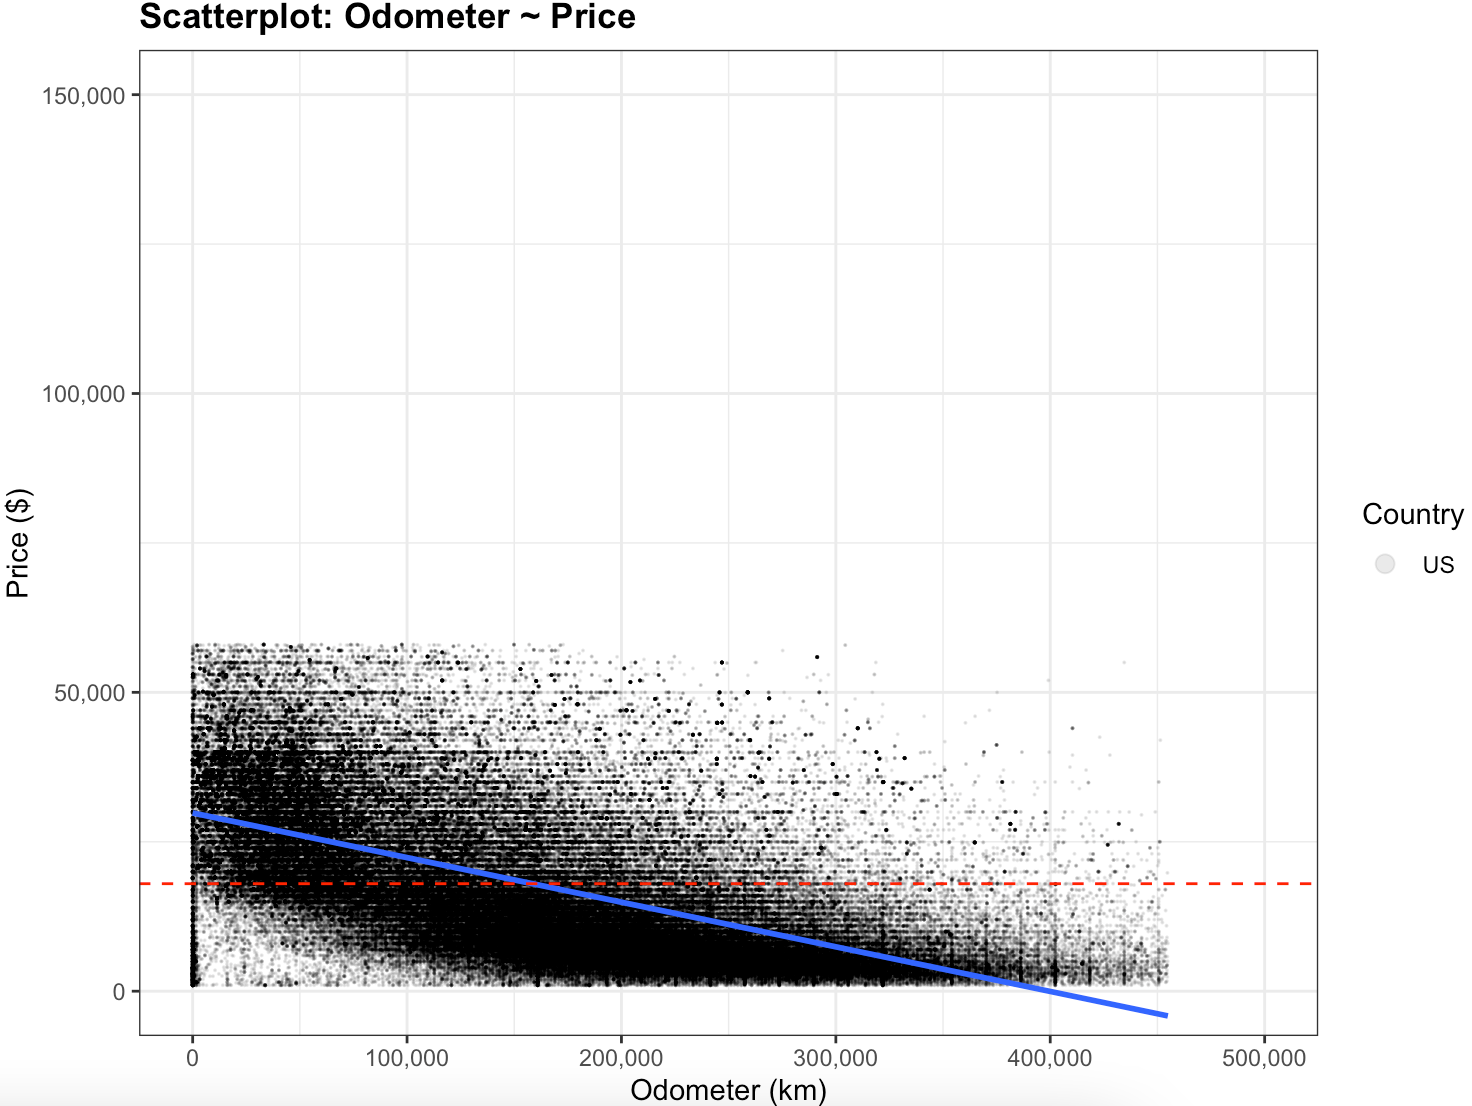 Scatterplot: Odometer ~ Price
150,000
100,000
50,000
0
Price ($)
0 100,000 200,000 300,000 400,000 500,000
Odometer (km)
Country
US